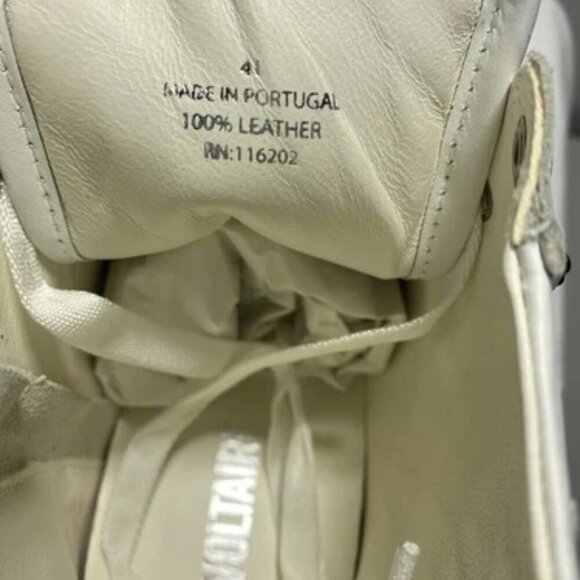 41
MADE IN PORTUGAL
100% LEATHER
RN:116202
VOLTAIR